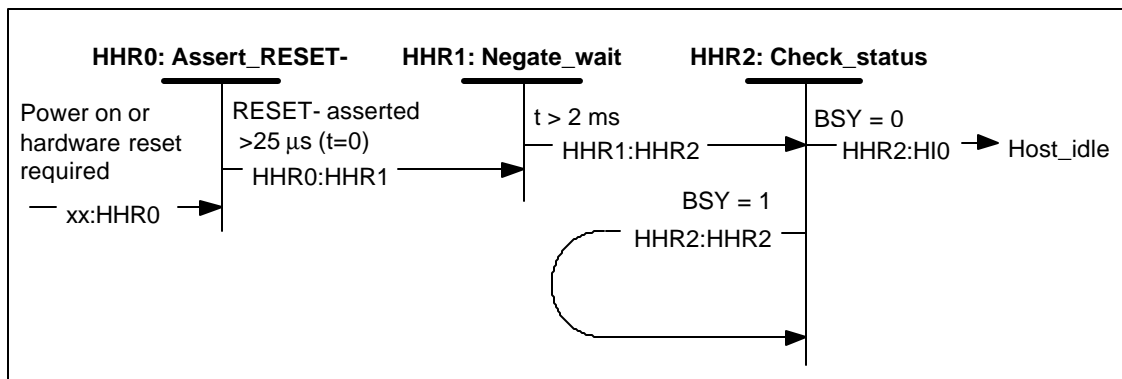 HHR0: Assert_RESET-
HHR1: Negate_wait
HHR2: Check_status
Power on or
hardware reset
required
xx:HHR0
RESET- asserted
>25 µs (t=0)
HHR0:HHR1
t > 2 ms
HHR1:HHR2
BSY = 0
HHR2:HI0
Host_idle
BSY = 1
HHR2:HHR2